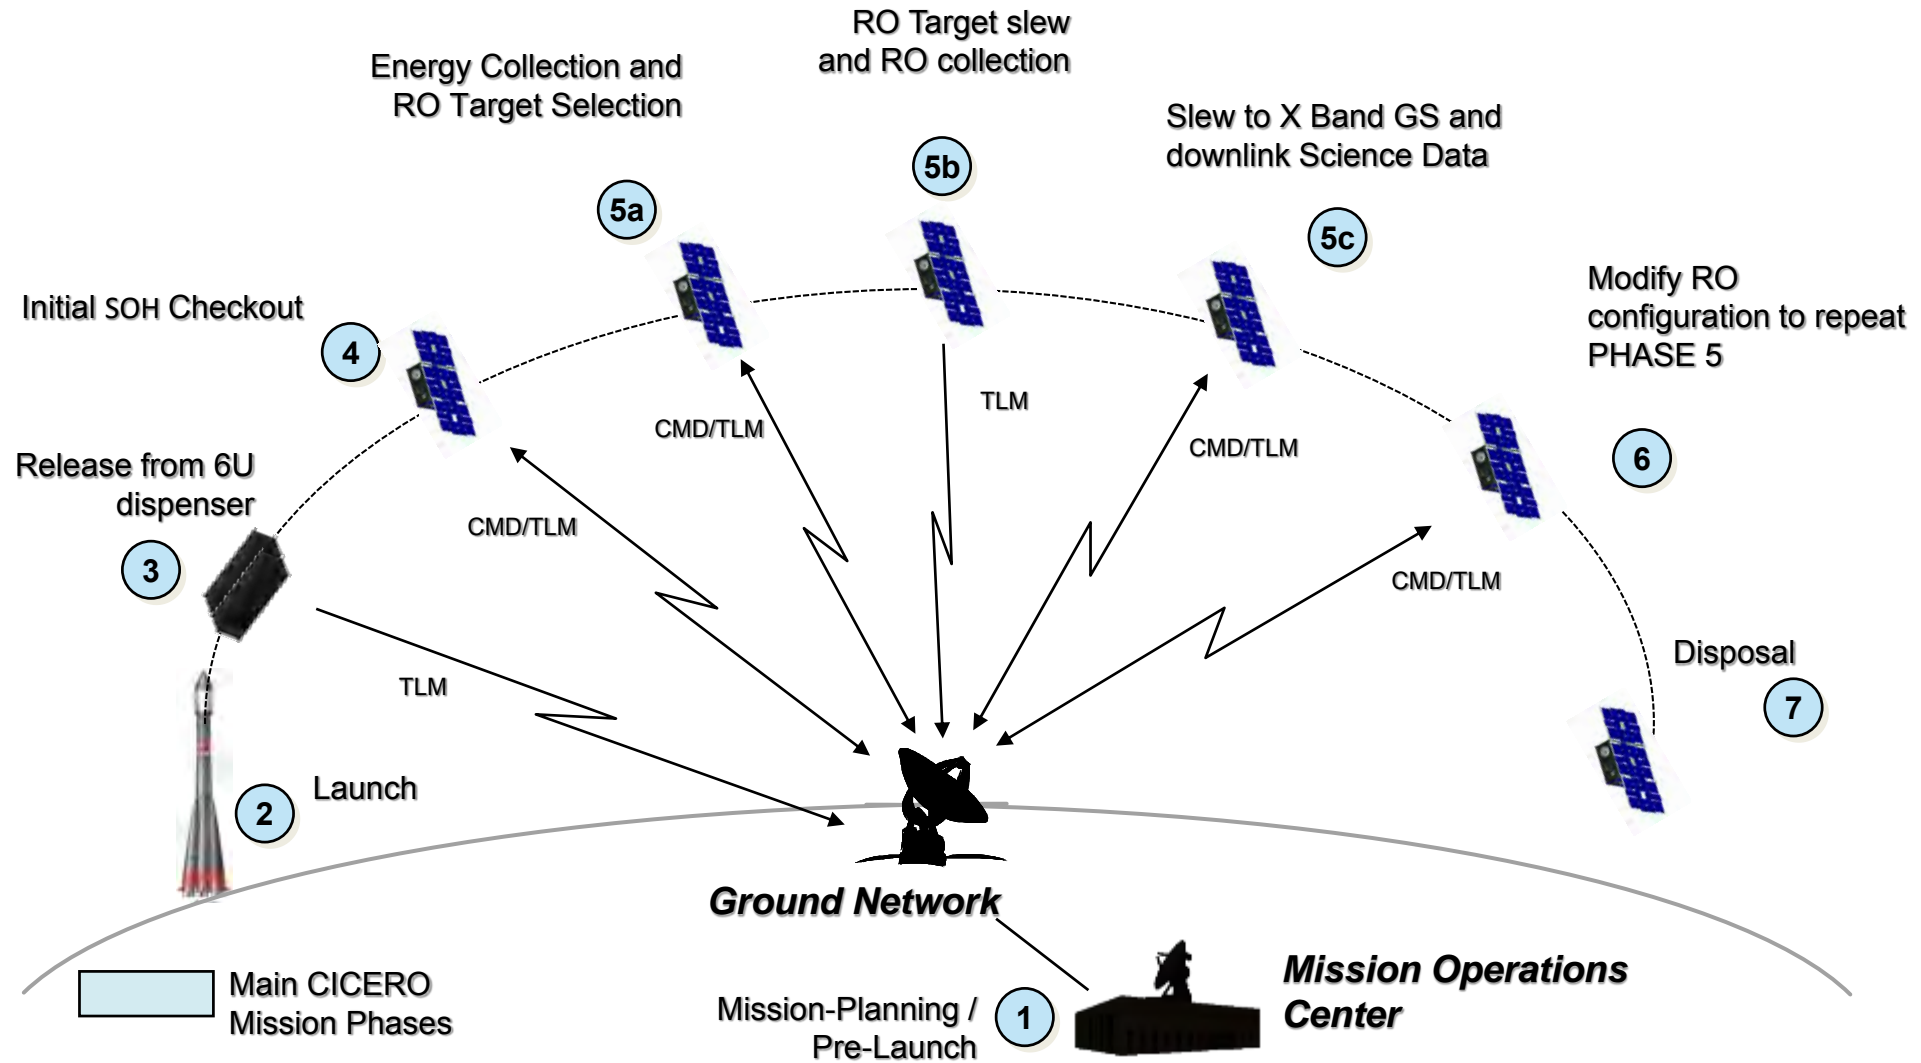 RO Target slew
and RO collection
Energy Collection and
RO Target Selection
Slew to X Band GS and
downlink Science Data
5b
5a
5c
Modify RO
configuration to repeat
PHASE 5
Initial SOH Checkout
4
TLM
CMD/TLM
CMD/TLM
6
Release from 6U
dispenser
CMD/TLM
3
CMD/TLM
Disposal
7
TLM
Launch
2
Ground Network
Main CICERO
Mission Phases
Mission-Planning /
Pre-Launch
1
Mission Operations
Center